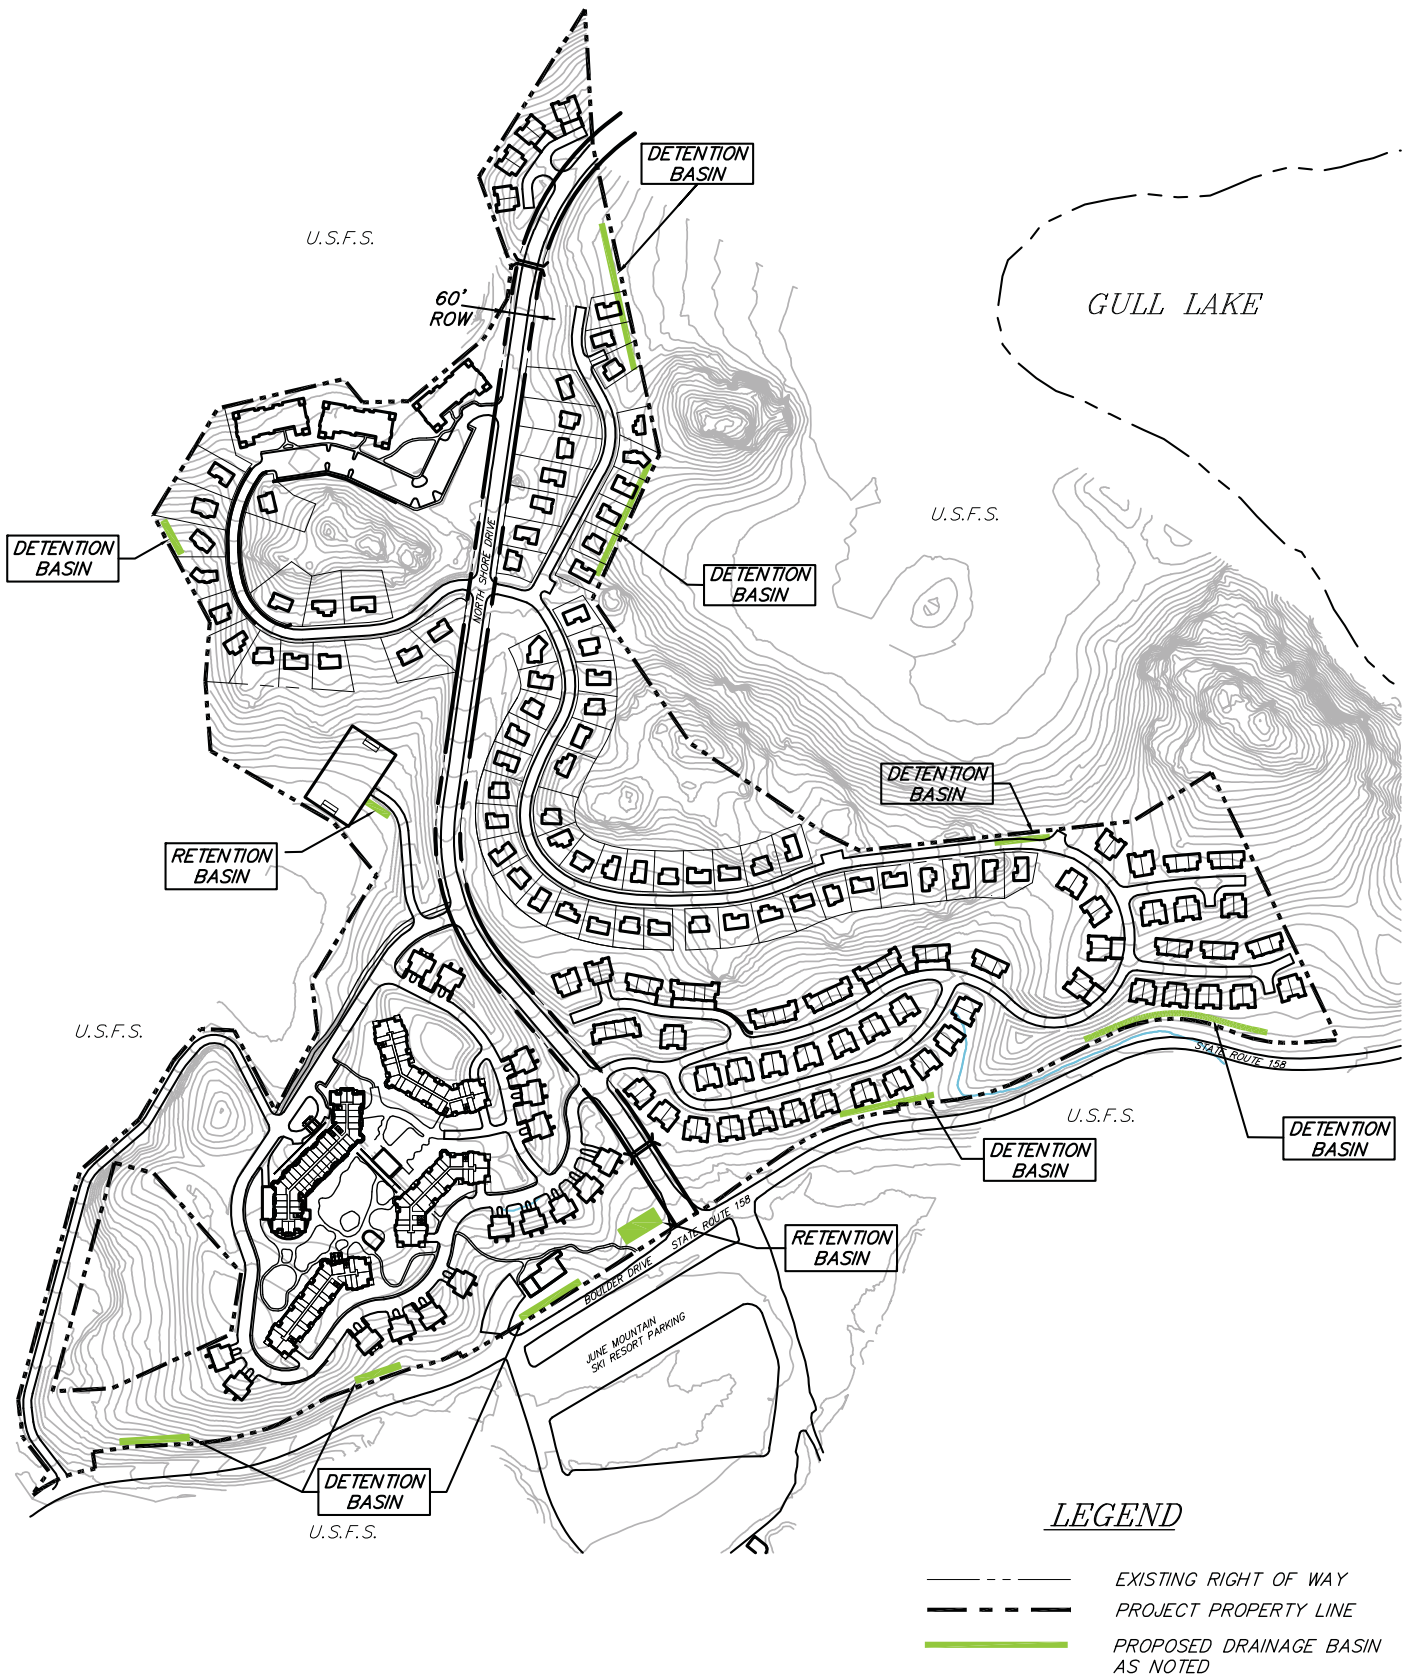 DETENTION
BASIN
U.S.F.S.
60'
ROW
GULL LAKE
U.S.F.S.
DETENTION
BASIN
NORTH SHORE DRIVE
DETENTION
BASIN
DETENTION
BASIN
RETENTION
BASIN
U.S.F.S.
STATE ROUTE 158
U.S.F.S.
DETENTION
BASIN
DETENTION
BASIN
STATE ROUTE 158
RETENTION
BASIN
BOULDER DRIVE
JUNE MOUNTAIN
SKI RESORT PARKING
DETENTION
BASIN
U.S.F.S.
LEGEND
EXISTING RIGHT OF WAY
PROJECT PROPERTY LINE
PROPOSED DRAINAGE BASIN
AS NOTED